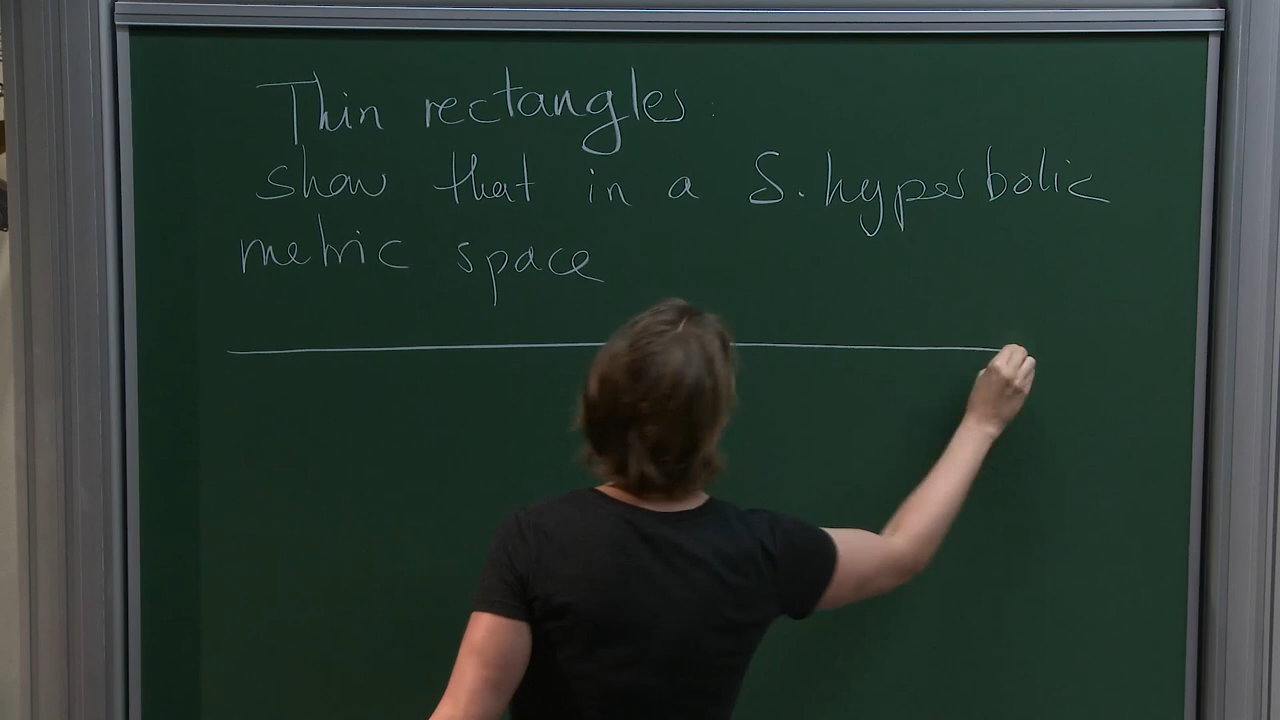 Thin rectangles:
show that in a δ.hyperbolic
metric space